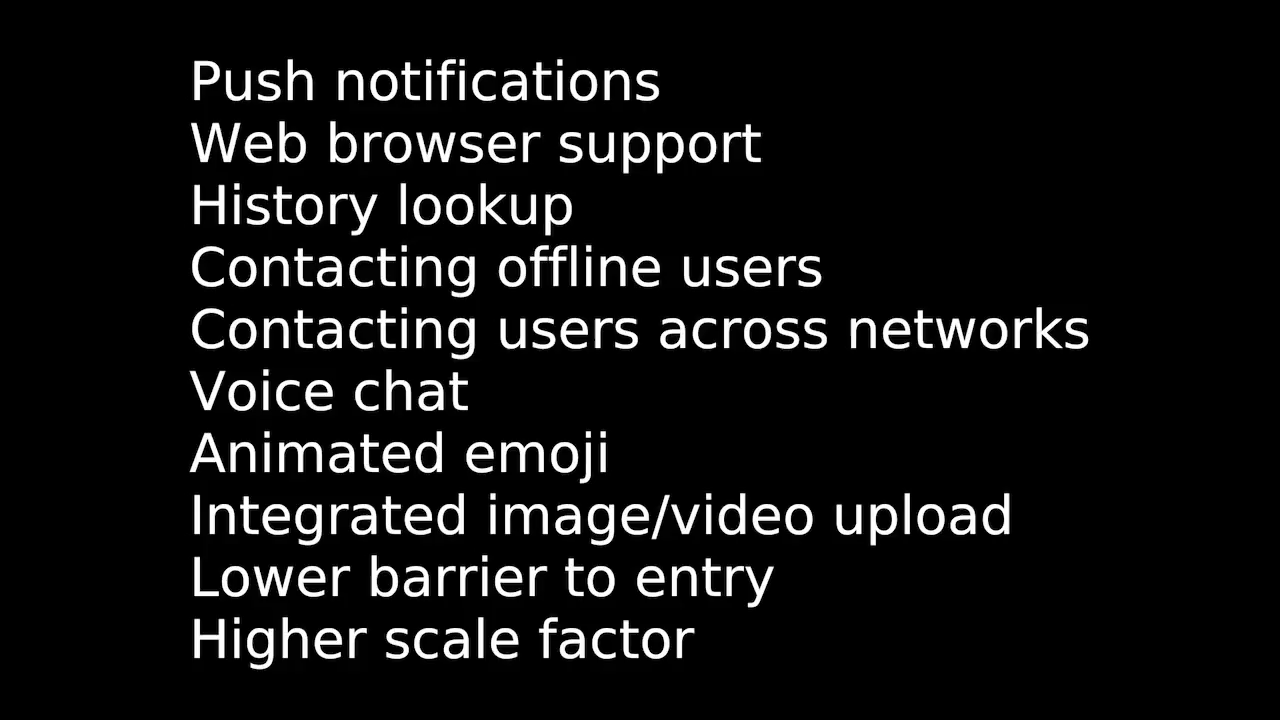 Push notifications
Web browser support
History lookup
Contacting offline users
Contacting users across networks
Voice chat
Animated emoji
Integrated image/video upload
Lower barrier to entry
Higher scale factor